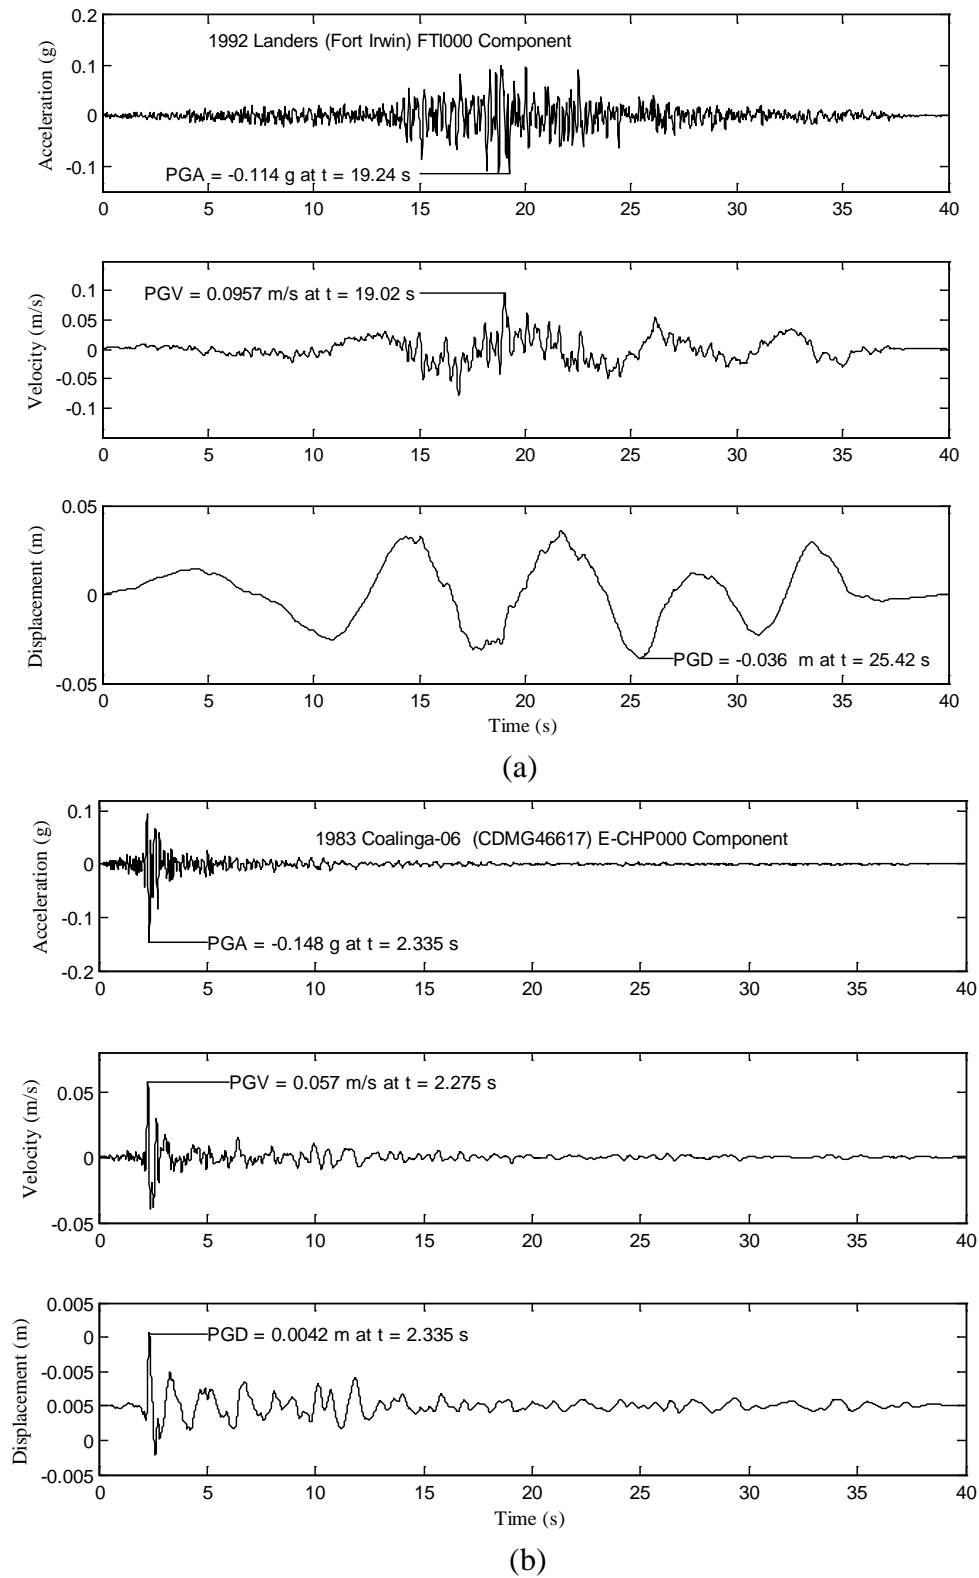 0.2
1992 Landers (Fort Irwin) FTI000 Component
0.1
0
-0.1
Acceleration (g)
PGA = -0.114 g at t = 19.24 s
0 5 10 15 20 25 30 35 40
0.1
PGV = 0.0957 m/s at t = 19.02 s
0.05
0
-0.05
-0.1
Velocity (m/s)
0 5 10 15 20 25 30 35 40
0.05
0
Displacement (m)
PGD = -0.036 m at t = 25.42 s
-0.05
0 5 10 15 20 25 30 35 40
Time (s)
(a)
0.1
1983 Coalinga-06 (CDMG46617) E-CHP000 Component
0
-0.1
Acceleration (g)
PGA = -0.148 g at t = 2.335 s
-0.2
0 5 10 15 20 25 30 35 40
PGV = 0.057 m/s at t = 2.275 s
0.05
0
Velocity (m/s)
-0.05
0 5 10 15 20 25 30 35 40
0.005
0
PGD = 0.0042 m at t = 2.335 s
-0.005
0.005
0
-0.005
Displacement (m)
0 5 10 15 20 25 30 35 40
Time (s)
(b)